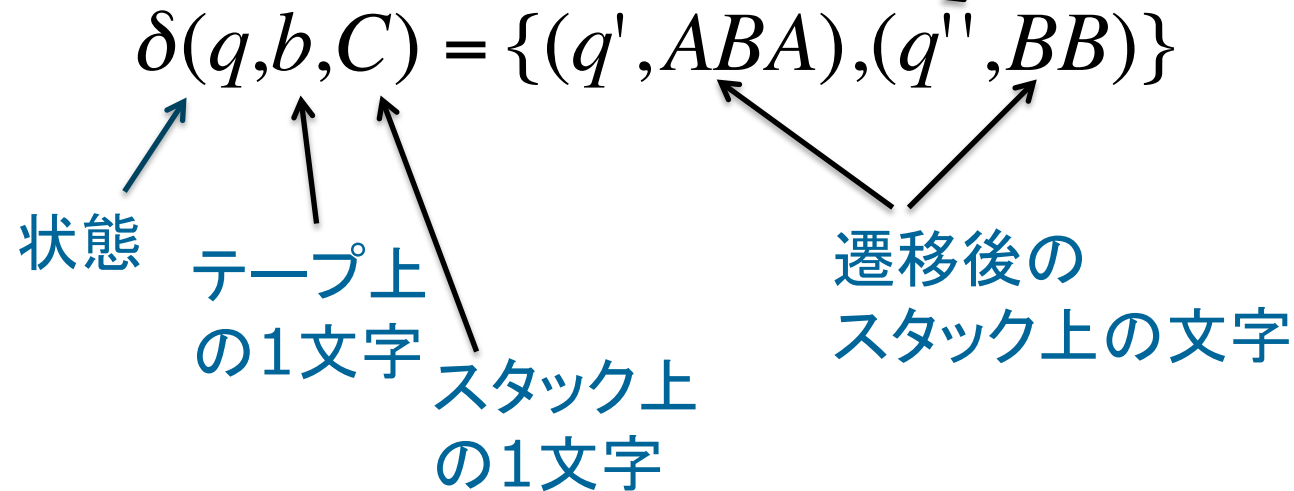 δ(q,b,C) = {(q',ABA),(q'',BB)}
状態
テープ上
の1文字
スタック上
の1文字
遷移後の
スタック上の文字